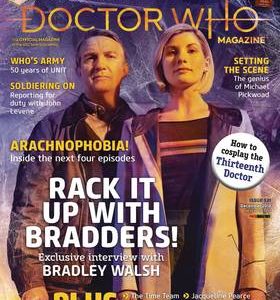 DOCTOR WHO
MAGAZINE
WHO'S ARMY
50 years of UNIT
SOLDIERING ON
Reporting for
duty with John
Levene
SETTING
THE SCENE
The genius
of Michael
Pickwoad
ARACHNOPHOBIA!
Inside the next four episodes
How to
cosplay the
Thirteenth
Doctor
RACK IT
UP WITH
BRADDERS!
Exclusive interview with
BRADLEY WALSH
PLUS
The Time Team
Jacqueline Pearce